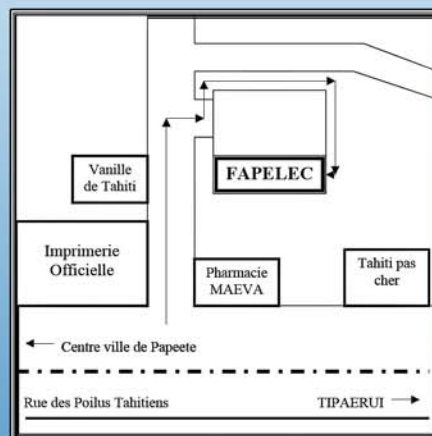 Vanille
de Tahiti
FAPELEC
Imprimerie
Officielle
Pharmacie
MAEVA
Tahiti pas
cher
Centre ville de Papeete
Rue des Poilus Tahitiens
TIPAERUI